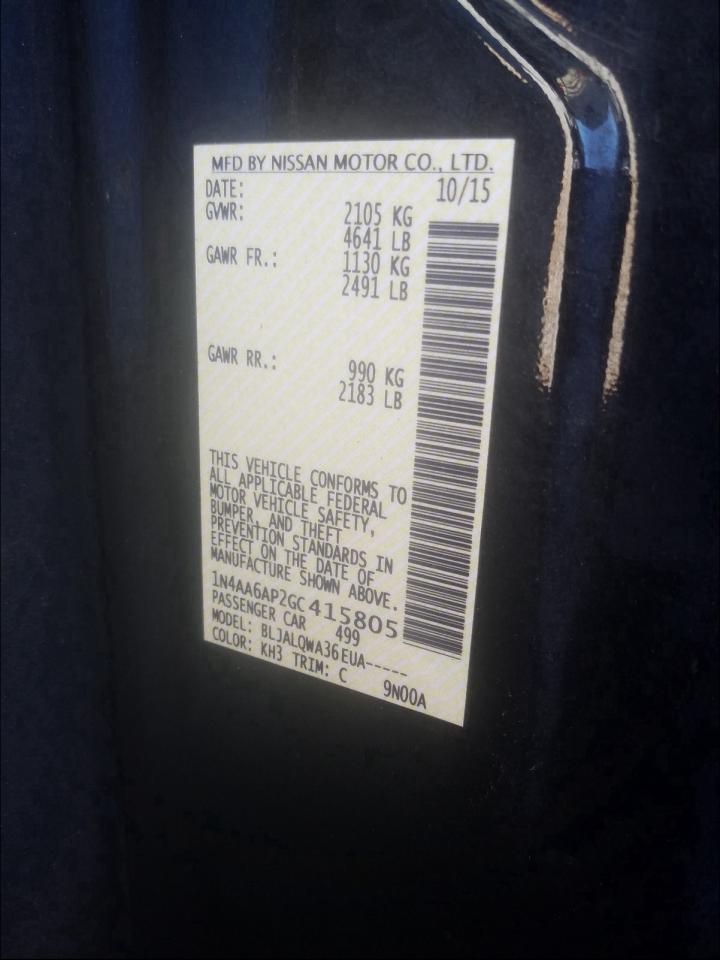 MFD BY NISSAN MOTOR CO., LTD.
DATE: 10/15
GVWR: 2105 KG
4641 LB
GAWR FR.: 1130 KG
2491 LB
GAWR RR.: 990 KG
2183 LB
THIS VEHICLE CONFORMS TO
ALL APPLICABLE FEDERAL
MOTOR VEHICLE SAFETY,
BUMPER, AND THEFT
PREVENTION STANDARDS IN
EFFECT ON THE DATE OF
MANUFACTURE SHOWN ABOVE.
1N4AA6AP2GC415805
PASSENGER CAR 499
MODEL: BLJALQWA36EUA-----
COLOR: KH3 TRIM: C 9N00A